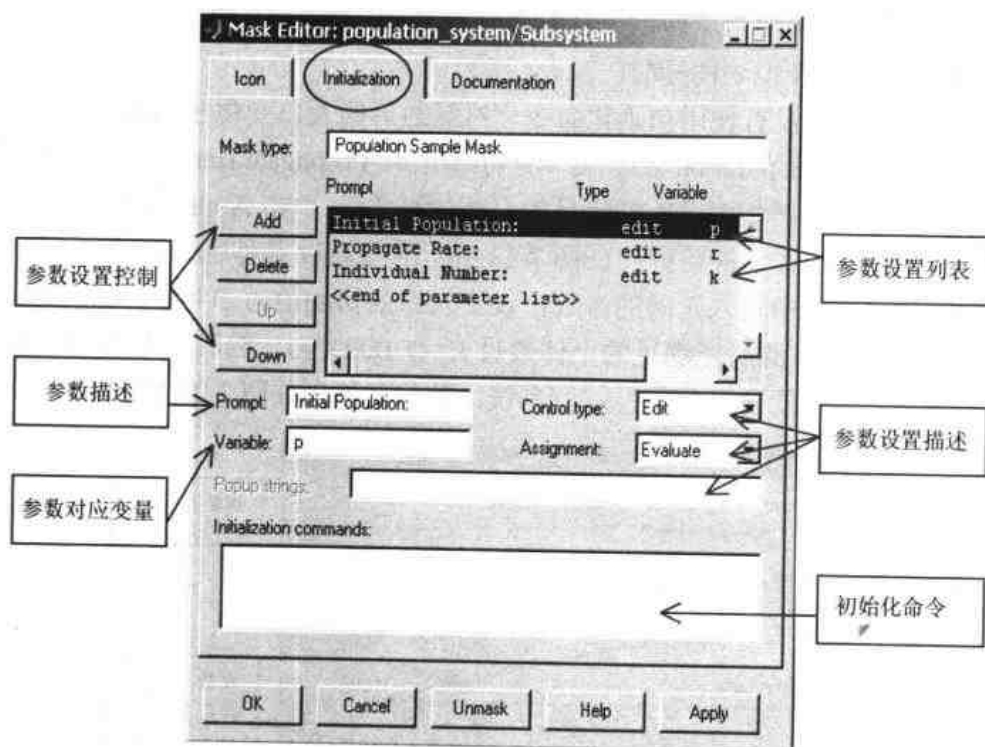 Mask Editor: population_system/Subsystem
Icon
Initialization
Documentation
Mask type:
Population Sample Mask
Prompt
Type
Variable
Add
Delete
Up
Down
Initial Population: edit p
Propagate Rate: edit r
Individual Number: edit k
<<end of parameter list>>
参数设置控制
参数设置列表
参数描述
Prompt:
Initial Population:
Control type:
Edit
参数设置描述
Variable:
p
Assignment:
Evaluate
参数对应变量
Popup strings:
Initialization commands:
初始化命令
OK
Cancel
Unmask
Help
Apply